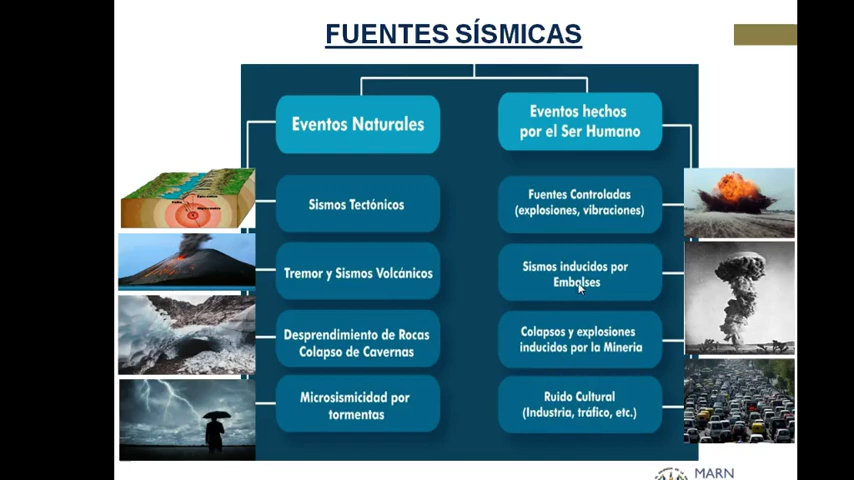 FUENTES SÍSMICAS
Eventos Naturales
Sismos Tectónicos
Tremor y Sismos Volcánicos
Desprendimiento de Rocas
Colapso de Cavernas
Microsismicidad por
tormentas
Eventos hechos
por el Ser Humano
Fuentes Controladas
(explosiones, vibraciones)
Sismos inducidos por
Embalses
Colapsos y explosiones
inducidos por la Mineria
Ruido Cultural
(Industria, tráfico, etc.)
MARN